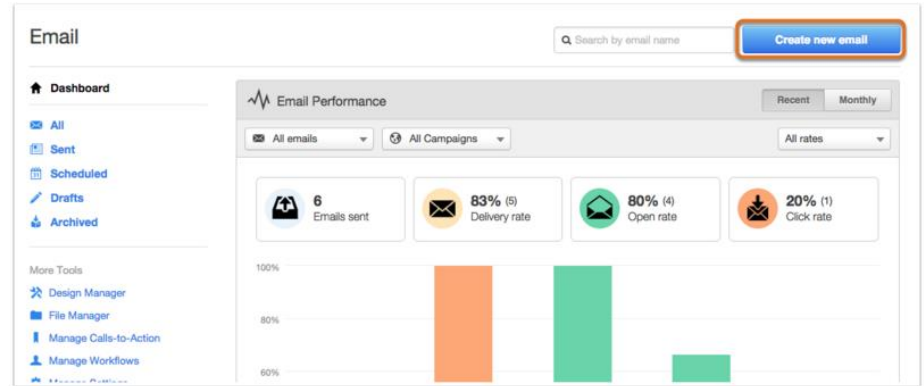 Email
Search by email name
Create new email
Dashboard
All
Sent
Scheduled
Drafts
Archived
More Tools
Design Manager
File Manager
Manage Calls-to-Action
Manage Workflows
Email Performance
Recent Monthly
All emails All Campaigns All rates
6
Emails sent
83% (5)
Delivery rate
80% (4)
Open rate
20% (1)
Click rate
100%
80%
60%